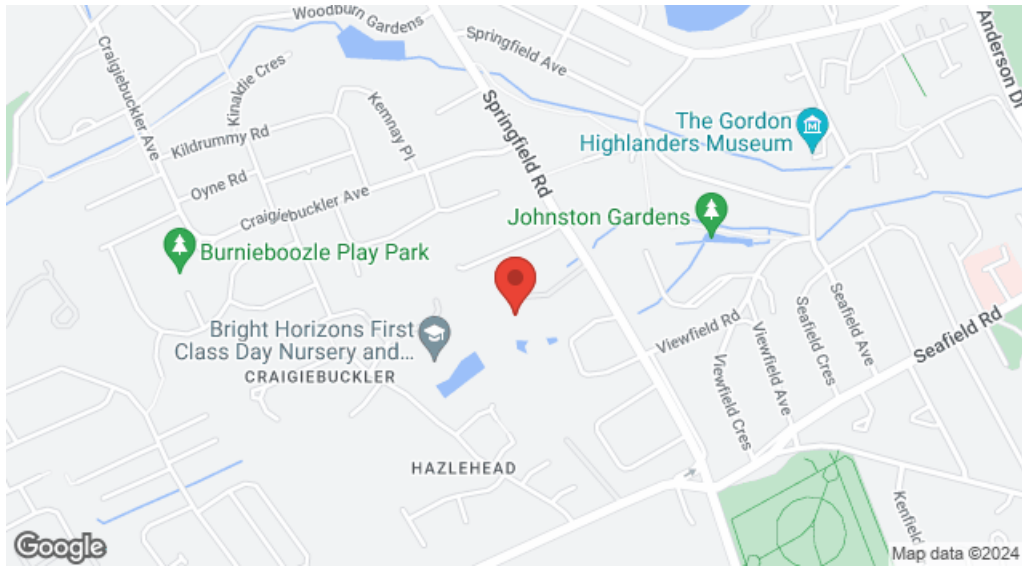 Woodburn Gardens
Springfield Ave
Anderson Dr
Craigiebuckler Ave
Kinaldie Cres
Kemnay Pl
Springfield Rd
Kildrummy Rd
The Gordon
Highlanders Museum
Oyne Rd
Craigiebuckler Ave
Johnston Gardens
Burnieboozle Play Park
Bright Horizons First
Class Day Nursery and...
CRAIGIEBUCKLER
Viewfield Rd
Seafield Cres
Seafield Ave
Seafield Rd
Viewfield Ave
Viewfield Cres
HAZLEHEAD
Kenfield
Google
Map data ©2024